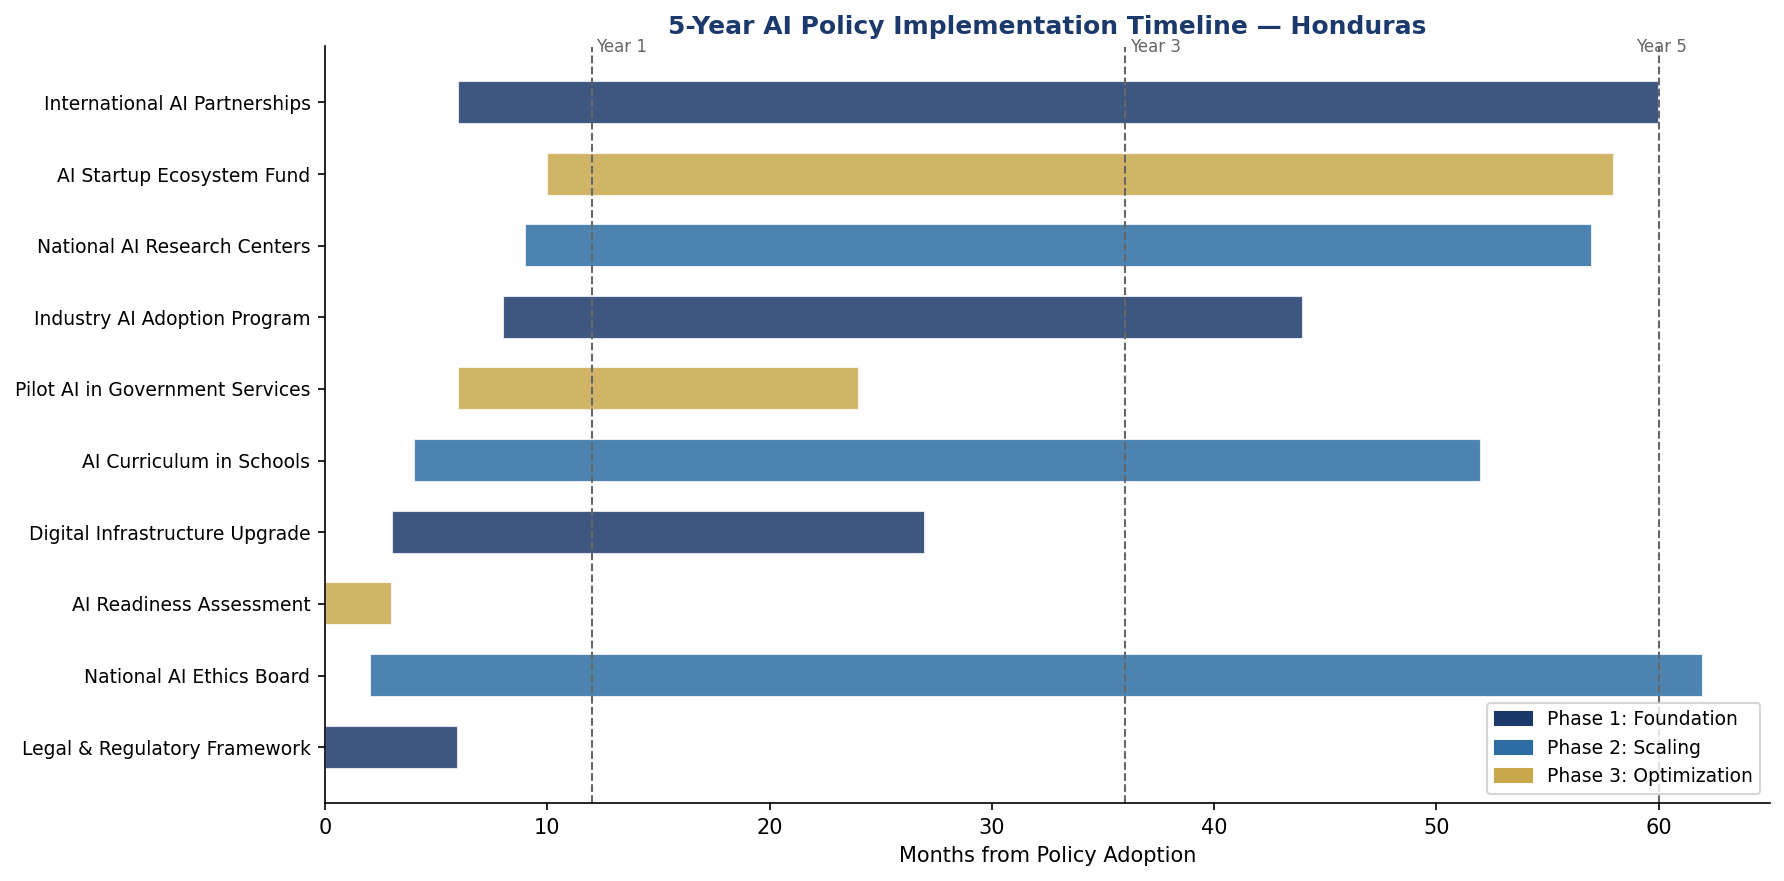 5-Year AI Policy Implementation Timeline — Honduras
Year 1
Year 3
Year 5
International AI Partnerships
AI Startup Ecosystem Fund
National AI Research Centers
Industry AI Adoption Program
Pilot AI in Government Services
AI Curriculum in Schools
Digital Infrastructure Upgrade
AI Readiness Assessment
National AI Ethics Board
Legal & Regulatory Framework
Phase 1: Foundation
Phase 2: Scaling
Phase 3: Optimization
0 10 20 30 40 50 60
Months from Policy Adoption